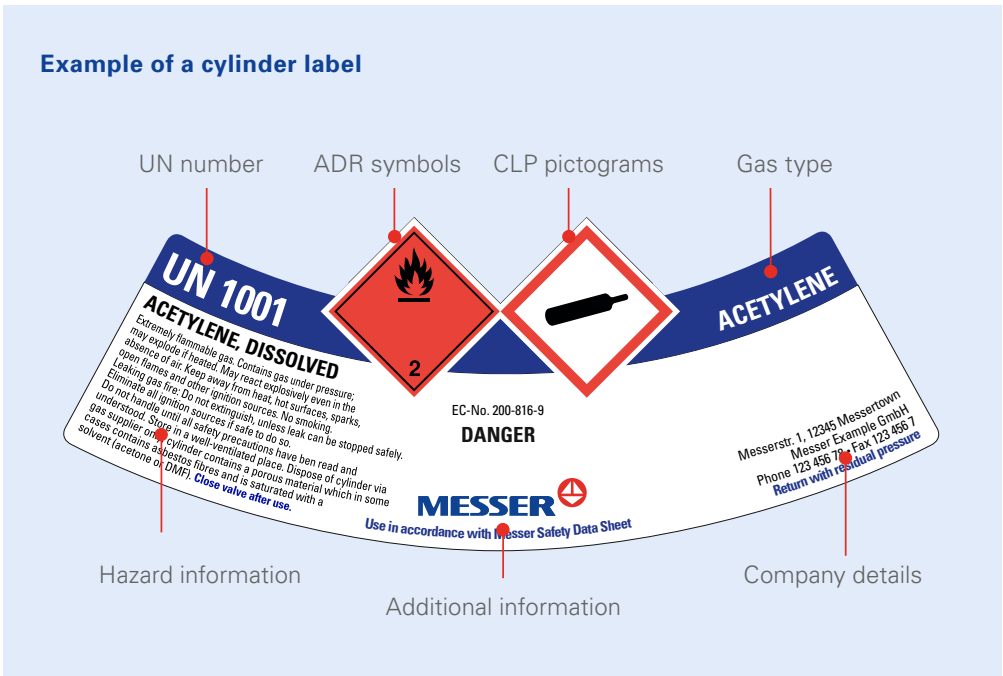 Example of a cylinder label
UN number
ADR symbols
CLP pictograms
Gas type
UN 1001
ACETYLENE, DISSOLVED
Extremely flammable gas. Contains gas under pressure;
may explode if heated. May react explosively even in the
absence of air. Keep away from heat, hot surfaces, sparks,
open flames and other ignition sources. No smoking.
Leaking gas fire: Do not extinguish, unless leak can be stopped safely.
Eliminate all ignition sources if safe to do so.
Do not handle until all safety precautions have ben read and
understood. Store in a well-ventilated place. Dispose of cylinder via
gas supplier only cylinder contains a porous material which in some
cases contains asbestos fibres and is saturated with a
solvent (acetone or DMF). Close valve after use.
2
EC-No. 200-816-9
DANGER
MESSER
Use in accordance with Messer Safety Data Sheet
ACETYLENE
Messerstr. 1, 12345 Messertown
Messer Example GmbH
Phone 123 456 78 • Fax 123 456 7
Return with residual pressure
Hazard information
Additional information
Company details